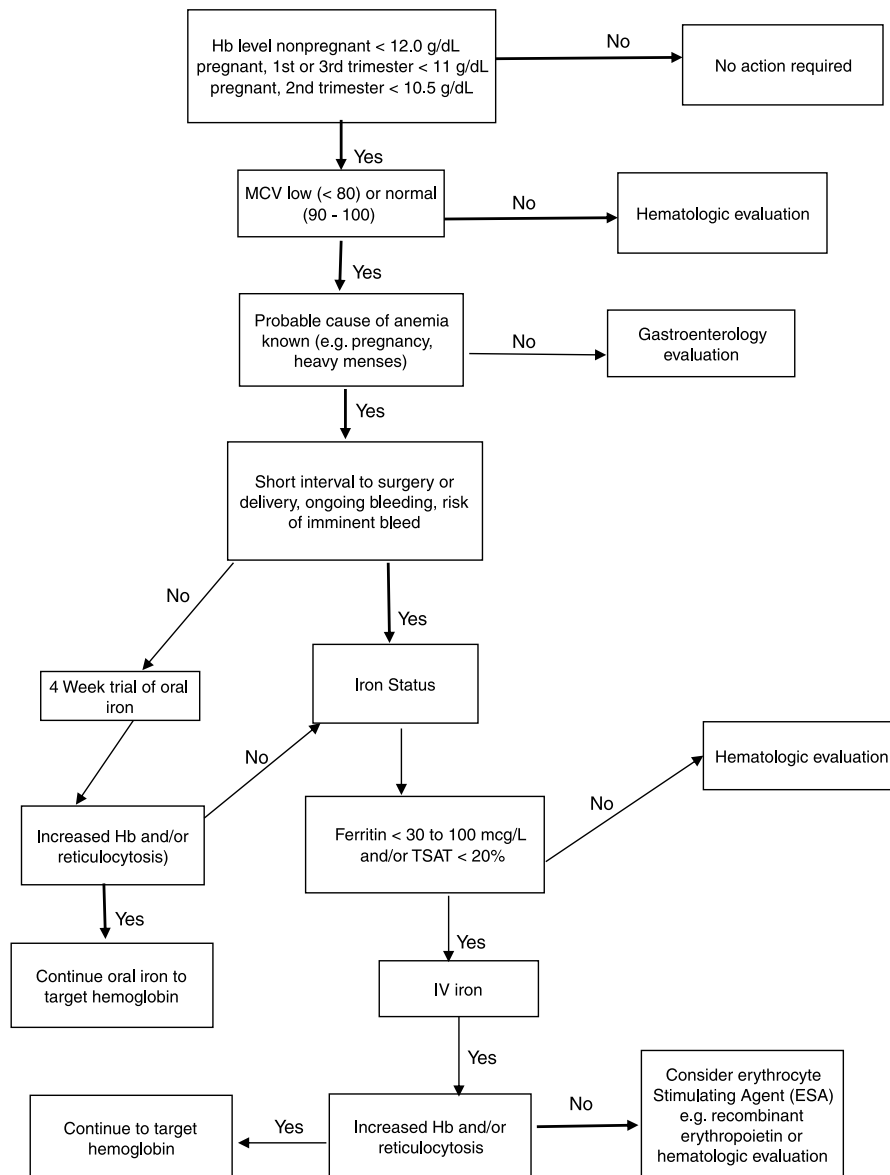 Hb level nonpregnant < 12.0 g/dL
pregnant, 1st or 3rd trimester < 11 g/dL
pregnant, 2nd trimester < 10.5 g/dL
No
No action required
Yes
MCV low (< 80) or normal
(90 - 100)
No
Hematologic evaluation
Yes
Probable cause of anemia
known (e.g. pregnancy,
heavy menses)
No
Gastroenterology
evaluation
Yes
Short interval to surgery or
delivery, ongoing bleeding, risk
of imminent bleed
No
Yes
4 Week trial of oral
iron
Iron Status
No
Hematologic evaluation
Increased Hb and/or
reticulocytosis)
Ferritin < 30 to 100 mcg/L
and/or TSAT < 20%
No
Yes
Yes
Continue oral iron to
target hemoglobin
IV iron
Yes
Consider erythrocyte
Stimulating Agent (ESA)
e.g. recombinant
erythropoietin or
hematologic evaluation
No
Increased Hb and/or
reticulocytosis
Yes
Continue to target
hemoglobin